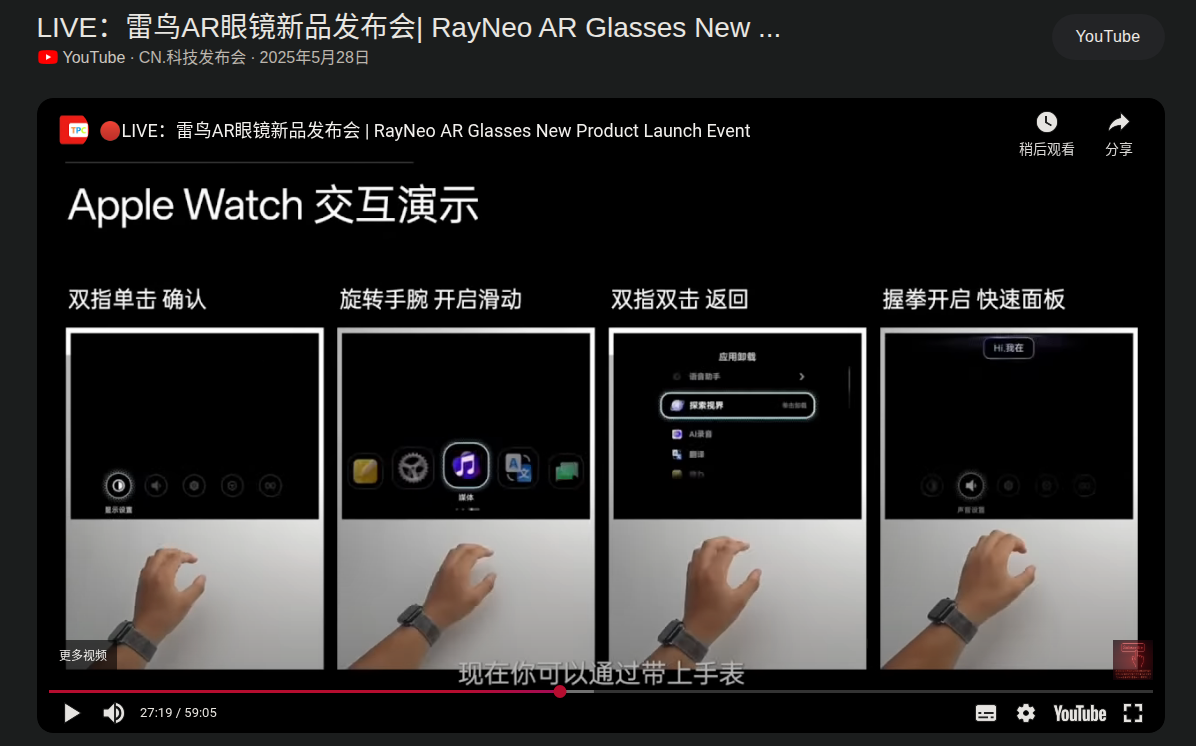 LIVE：雷鸟AR眼镜新品发布会| RayNeo AR Glasses New ...
YouTube
YouTube · CN.科技发布会 · 2025年5月28日
TPC
LIVE：雷鸟AR眼镜新品发布会 | RayNeo AR Glasses New Product Launch Event
稍后观看
分享
Apple Watch 交互演示
双指单击 确认
旋转手腕 开启滑动
双指双击 返回
握拳开启 快速面板
显示设置
媒体
应用卸载
语音助手
探索视界
AI录音
翻译
Hi,我在
声音设置
更多视频
现在你可以通过带上手表
27:19 / 59:05
YouTube